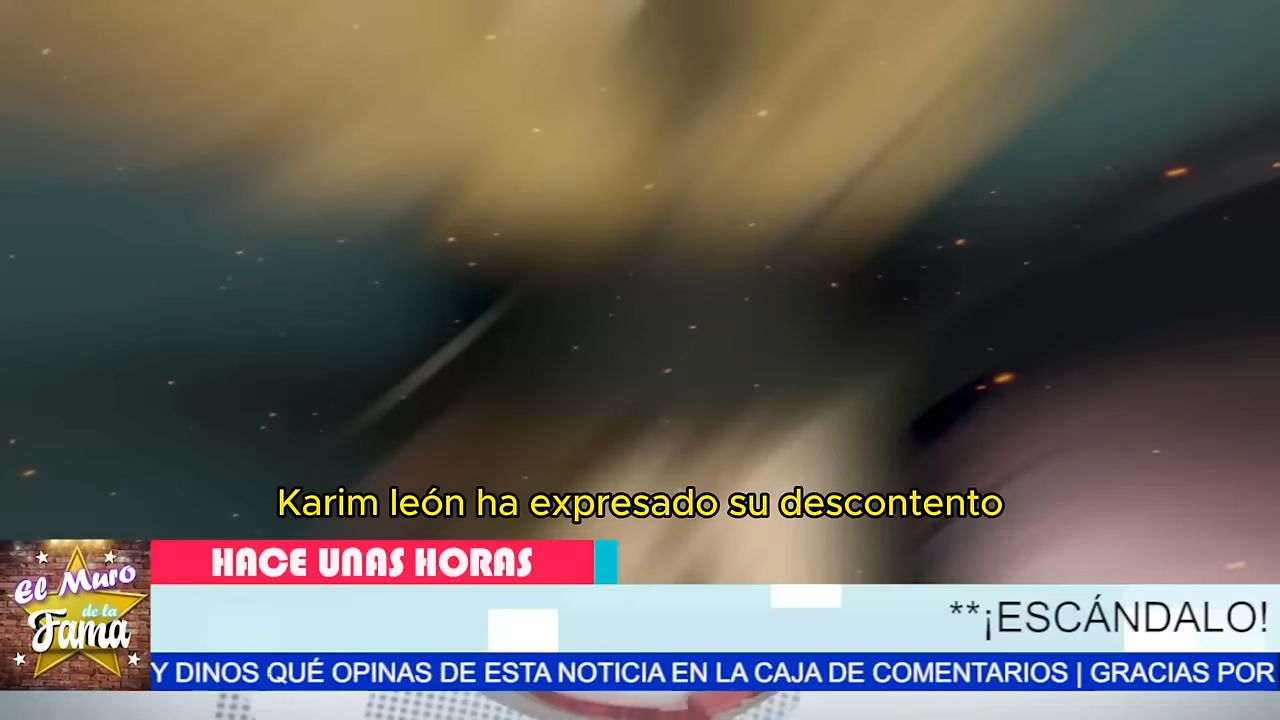 Karim león ha expresado su descontento
HACE UNAS HORAS
El Muro
de la
Fama
**¡ESCÁNDALO!
Y DINOS QUÉ OPINAS DE ESTA NOTICIA EN LA CAJA DE COMENTARIOS | GRACIAS POR